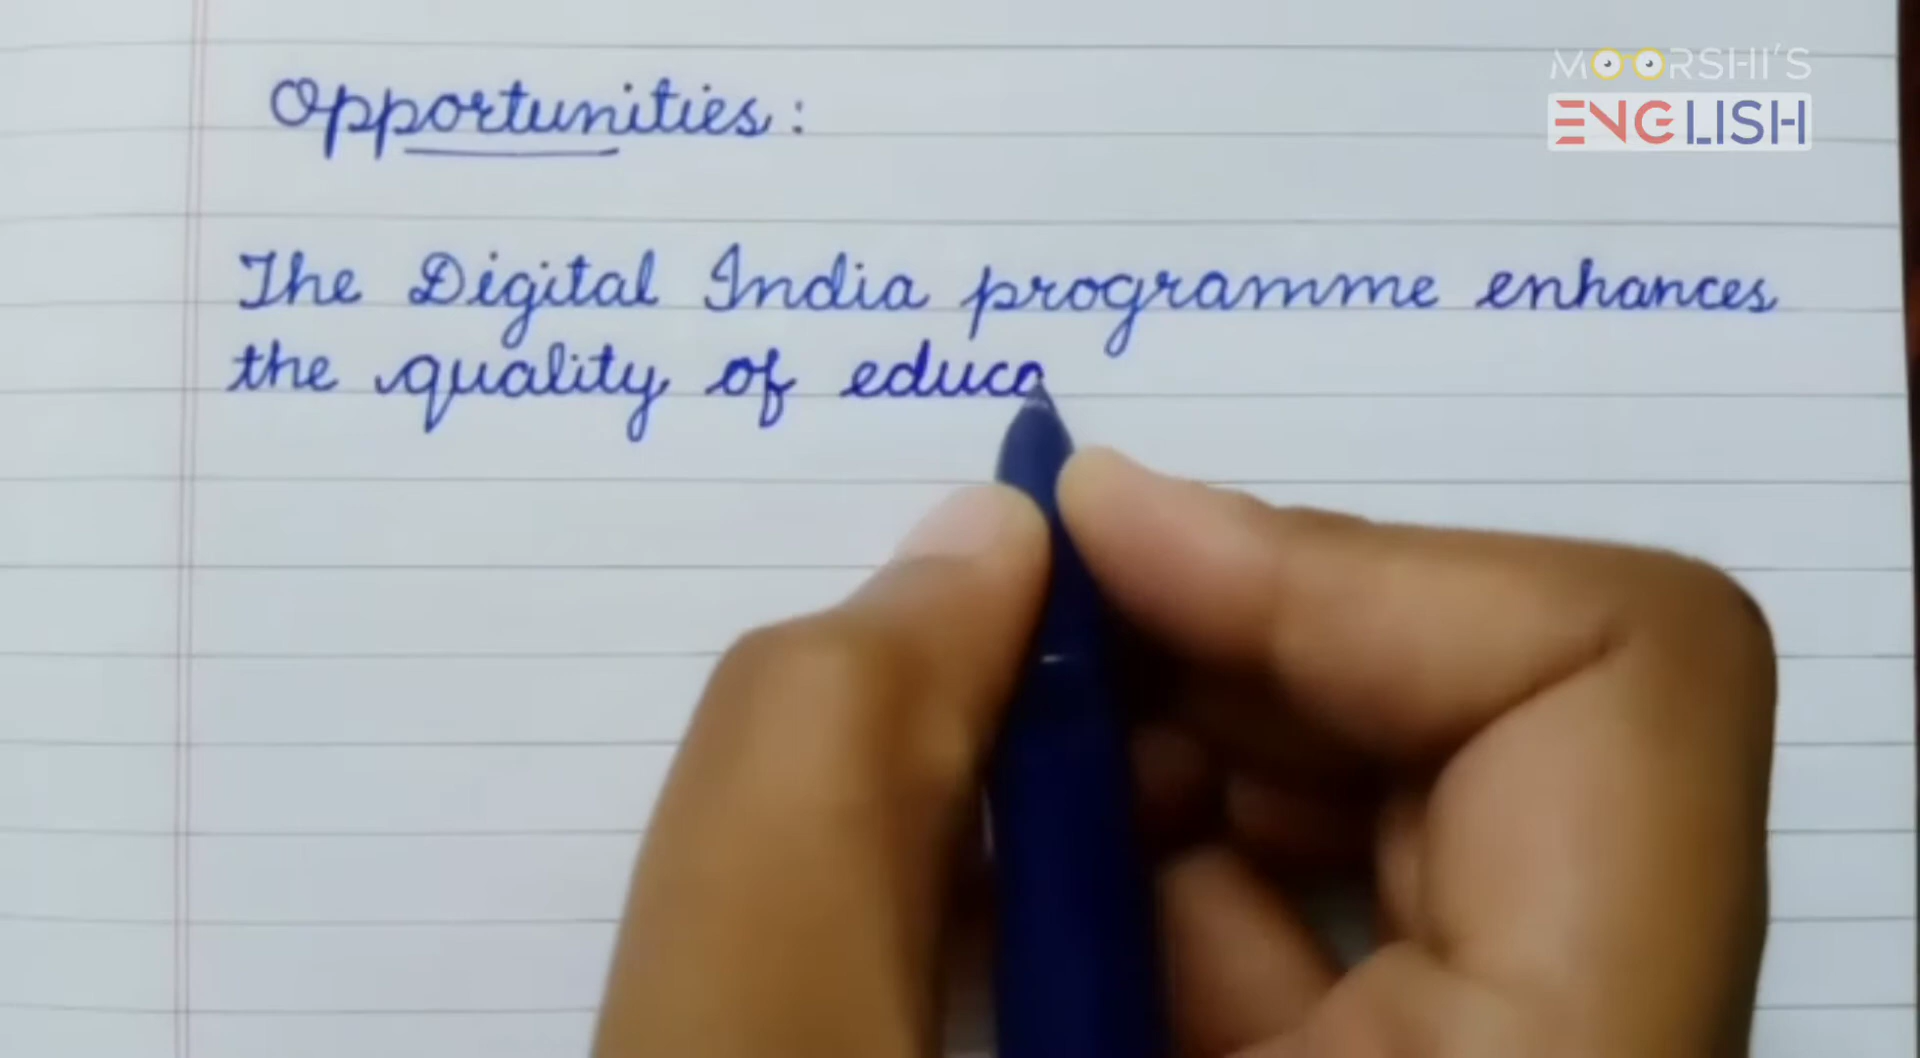 MOORSHI'S
ENGLISH
Opportunities:
The Digital India programme enhances
the quality of educa